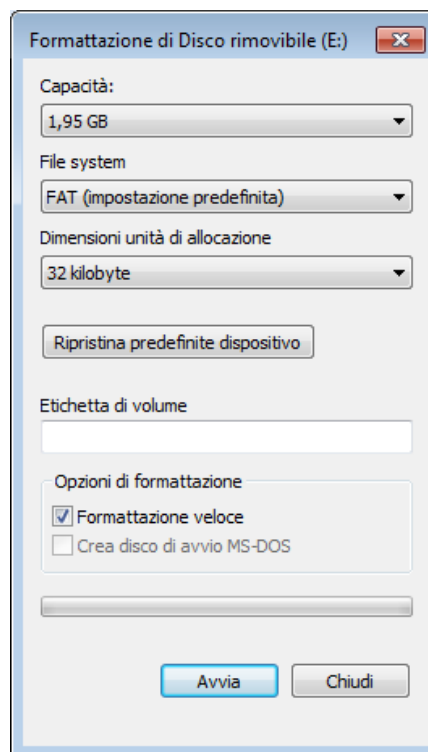 Formattazione di Disco rimovibile (E:)
Capacità:
1,95 GB
File system
FAT (impostazione predefinita)
Dimensioni unità di allocazione
32 kilobyte
Ripristina predefinite dispositivo
Etichetta di volume
Opzioni di formattazione
Formattazione veloce
Crea disco di avvio MS-DOS
Avvia
Chiudi